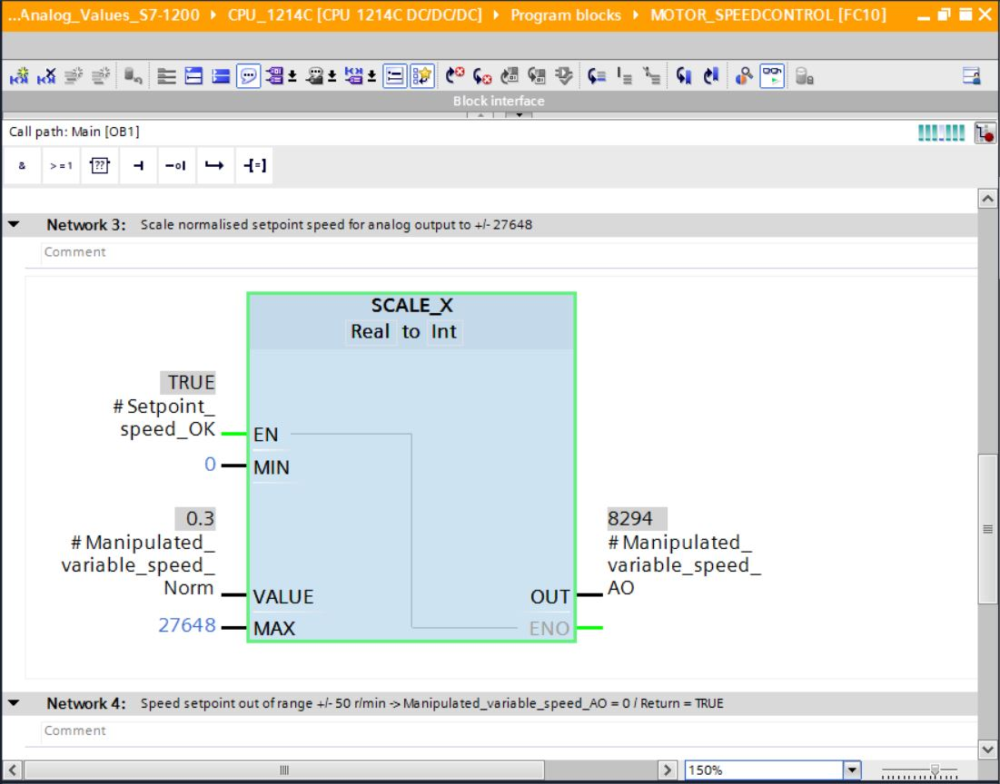 ...Analog_Values_S7-1200 ▸ CPU_1214C [CPU 1214C DC/DC/DC] ▸ Program blocks ▸ MOTOR_SPEEDCONTROL [FC10]
Block interface
Call path: Main [OB1]
& >=1 ?? -| -o| -[=]
Network 3: Scale normalised setpoint speed for analog output to +/- 27648
Comment
SCALE_X
Real to Int
TRUE
#Setpoint_
speed_OK
EN
0
MIN
0.3
#Manipulated_
variable_speed_
Norm
VALUE
27648
MAX
8294
#Manipulated_
variable_speed_
AO
OUT
ENO
Network 4: Speed setpoint out of range +/- 50 r/min -> Manipulated_variable_speed_AO = 0 / Return = TRUE
Comment
150%